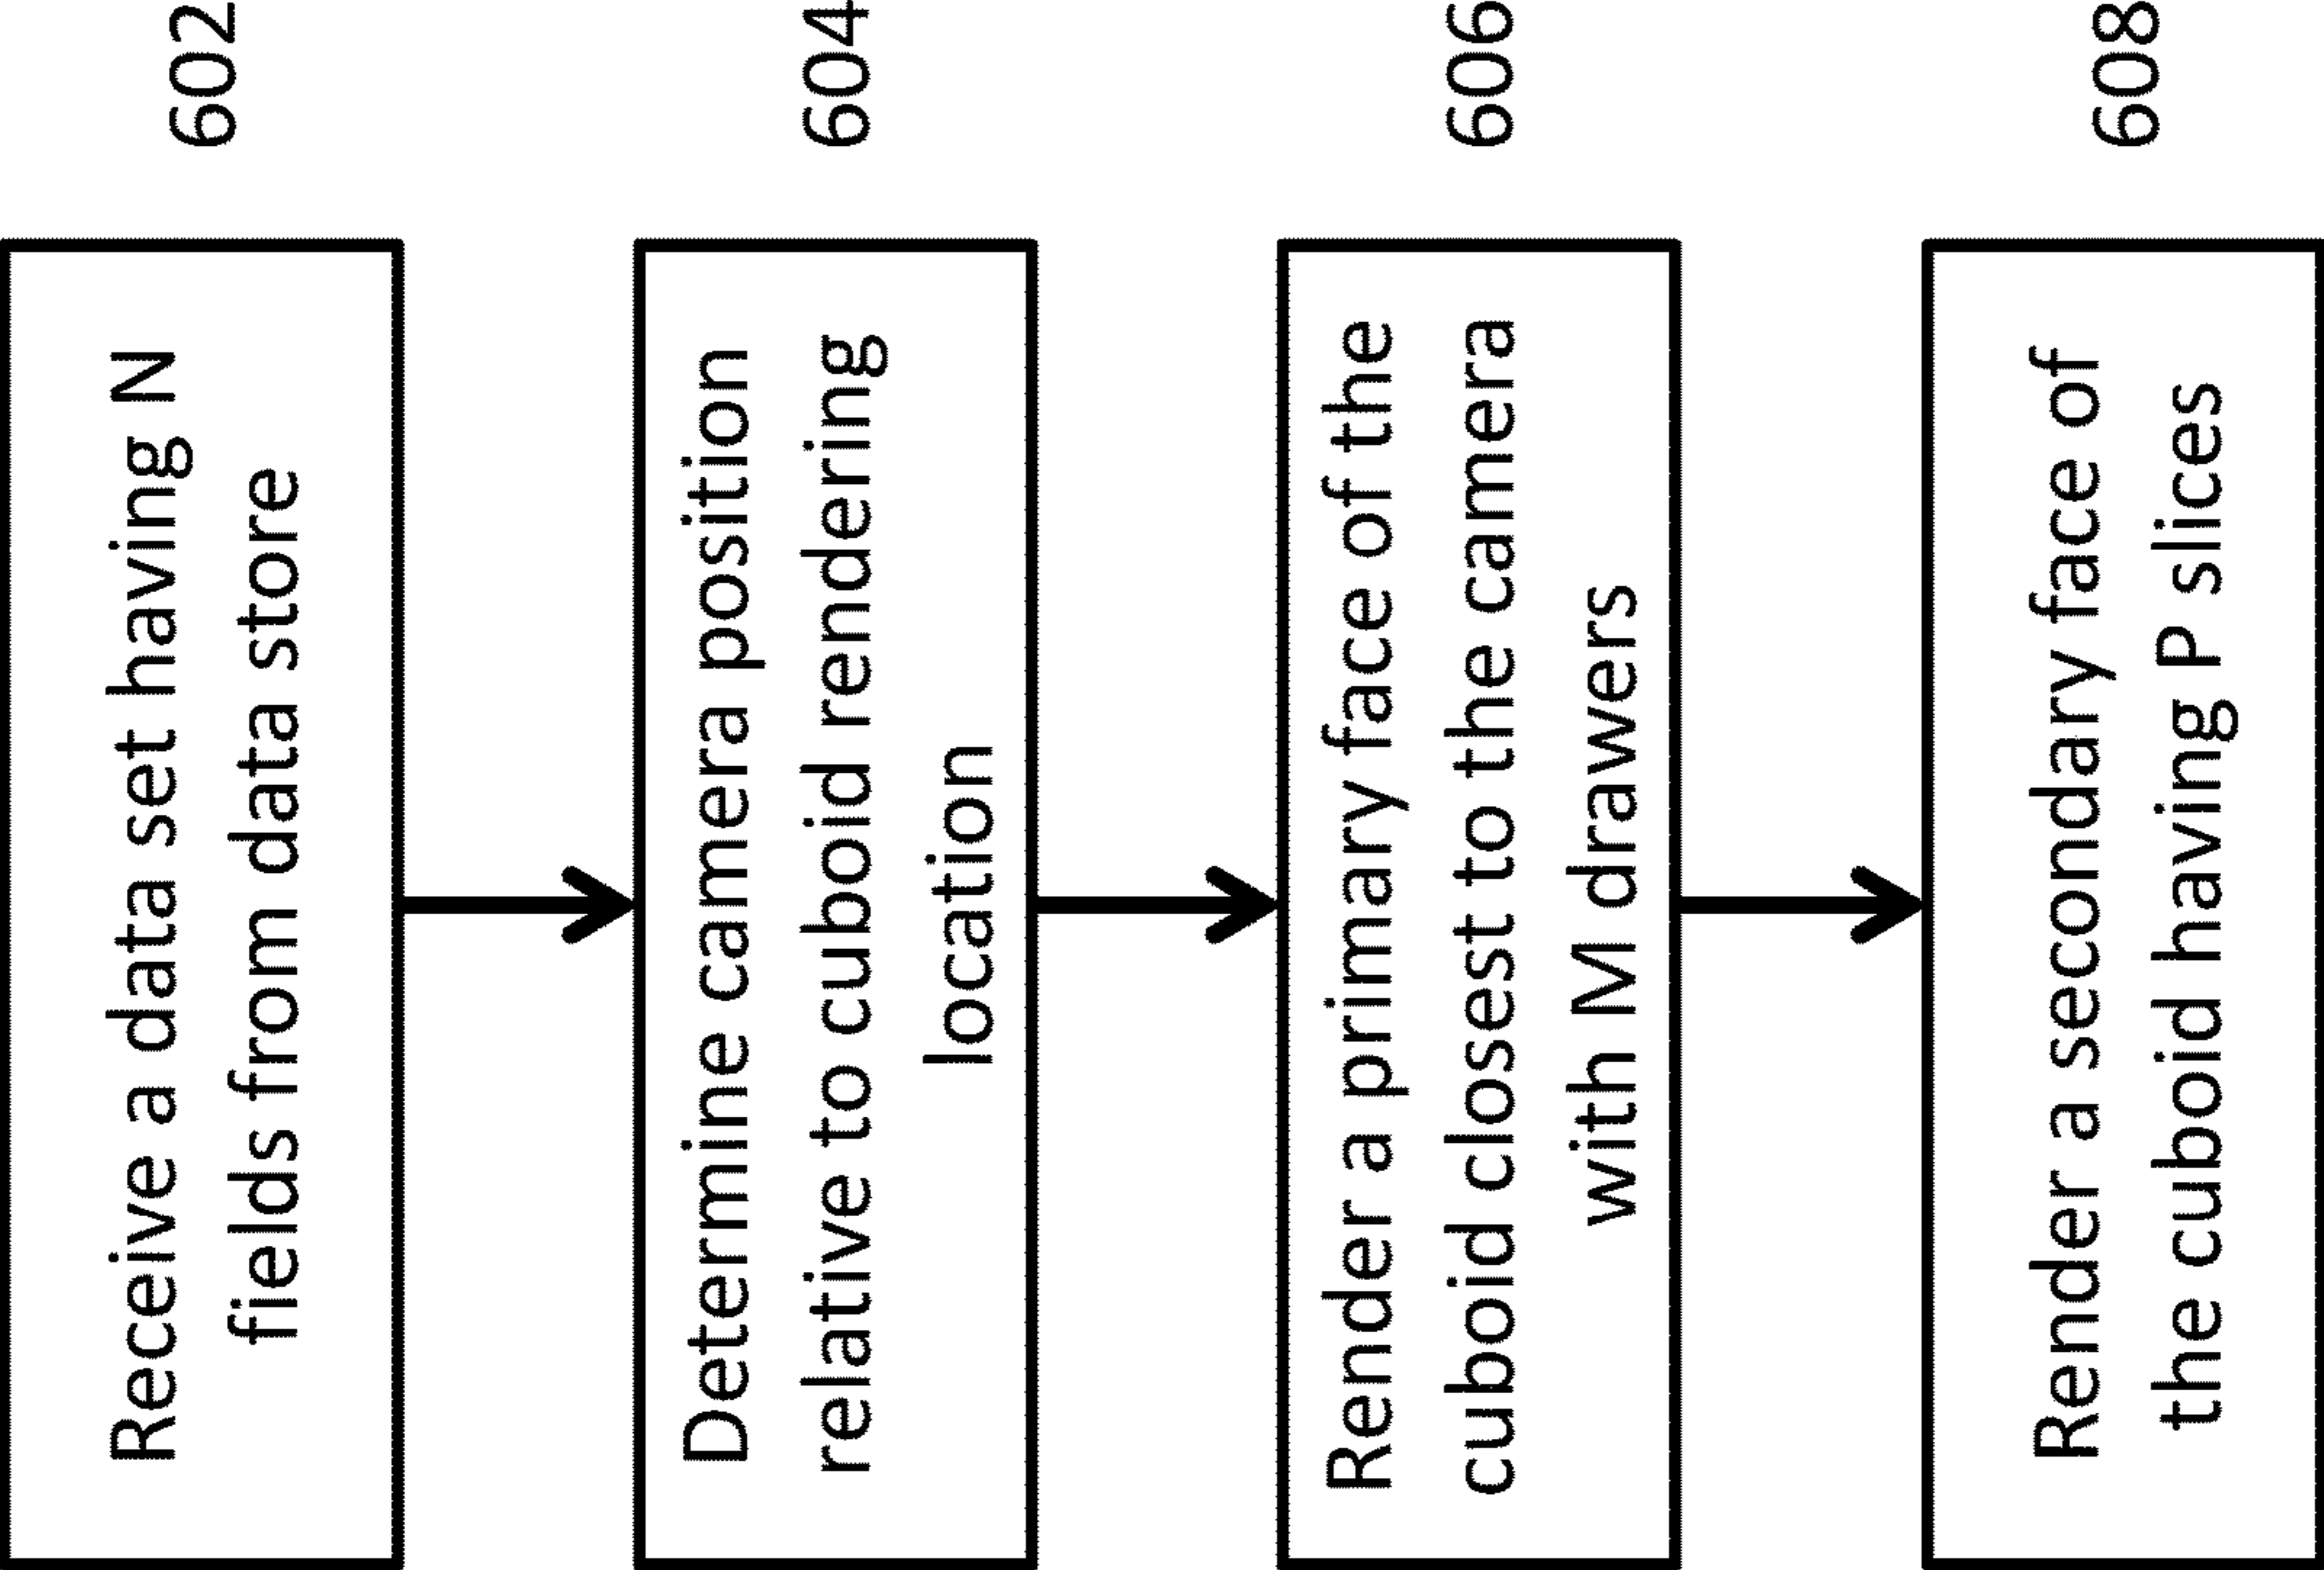 Receive a data set having N
fields from data store
602
Determine camera position
relative to cuboid rendering
location
604
Render a primary face of the
cuboid closest to the camera
with M drawers
606
Render a secondary face of
the cuboid having P slices
608